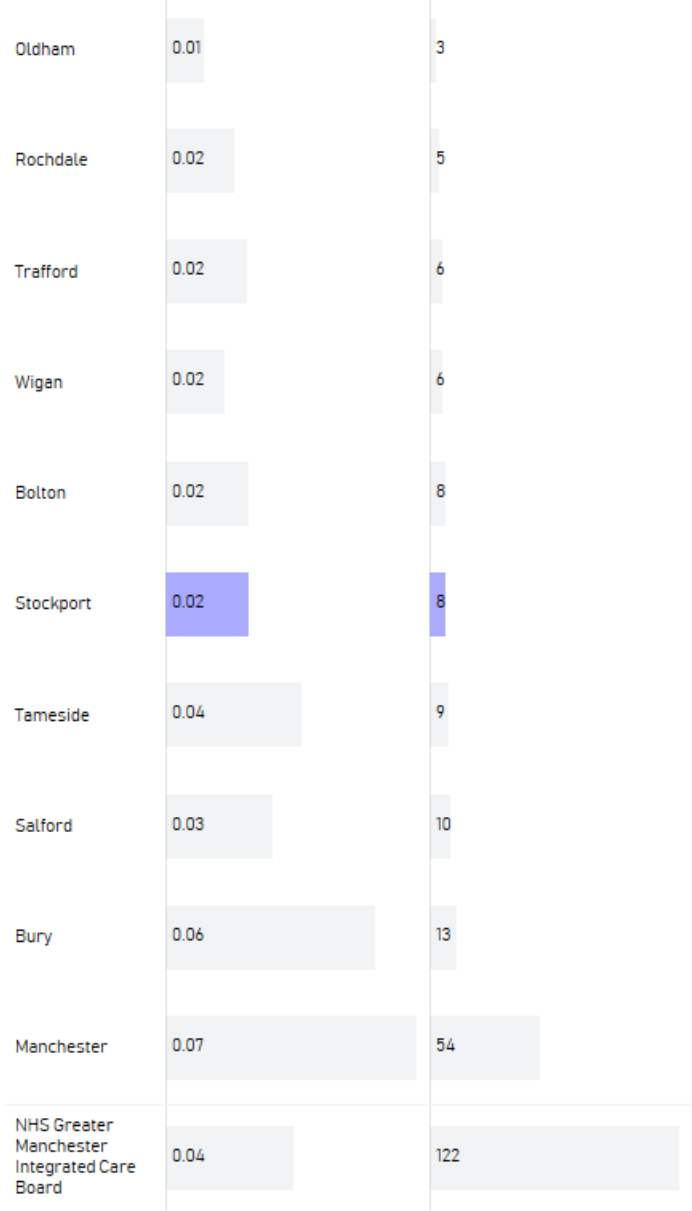 Oldham 0.01 3
Rochdale 0.02 5
Trafford 0.02 6
Wigan 0.02 6
Bolton 0.02 8
Stockport 0.02 8
Tameside 0.04 9
Salford 0.03 10
Bury 0.06 13
Manchester 0.07 54
NHS Greater
Manchester
Integrated Care
Board
0.04 122